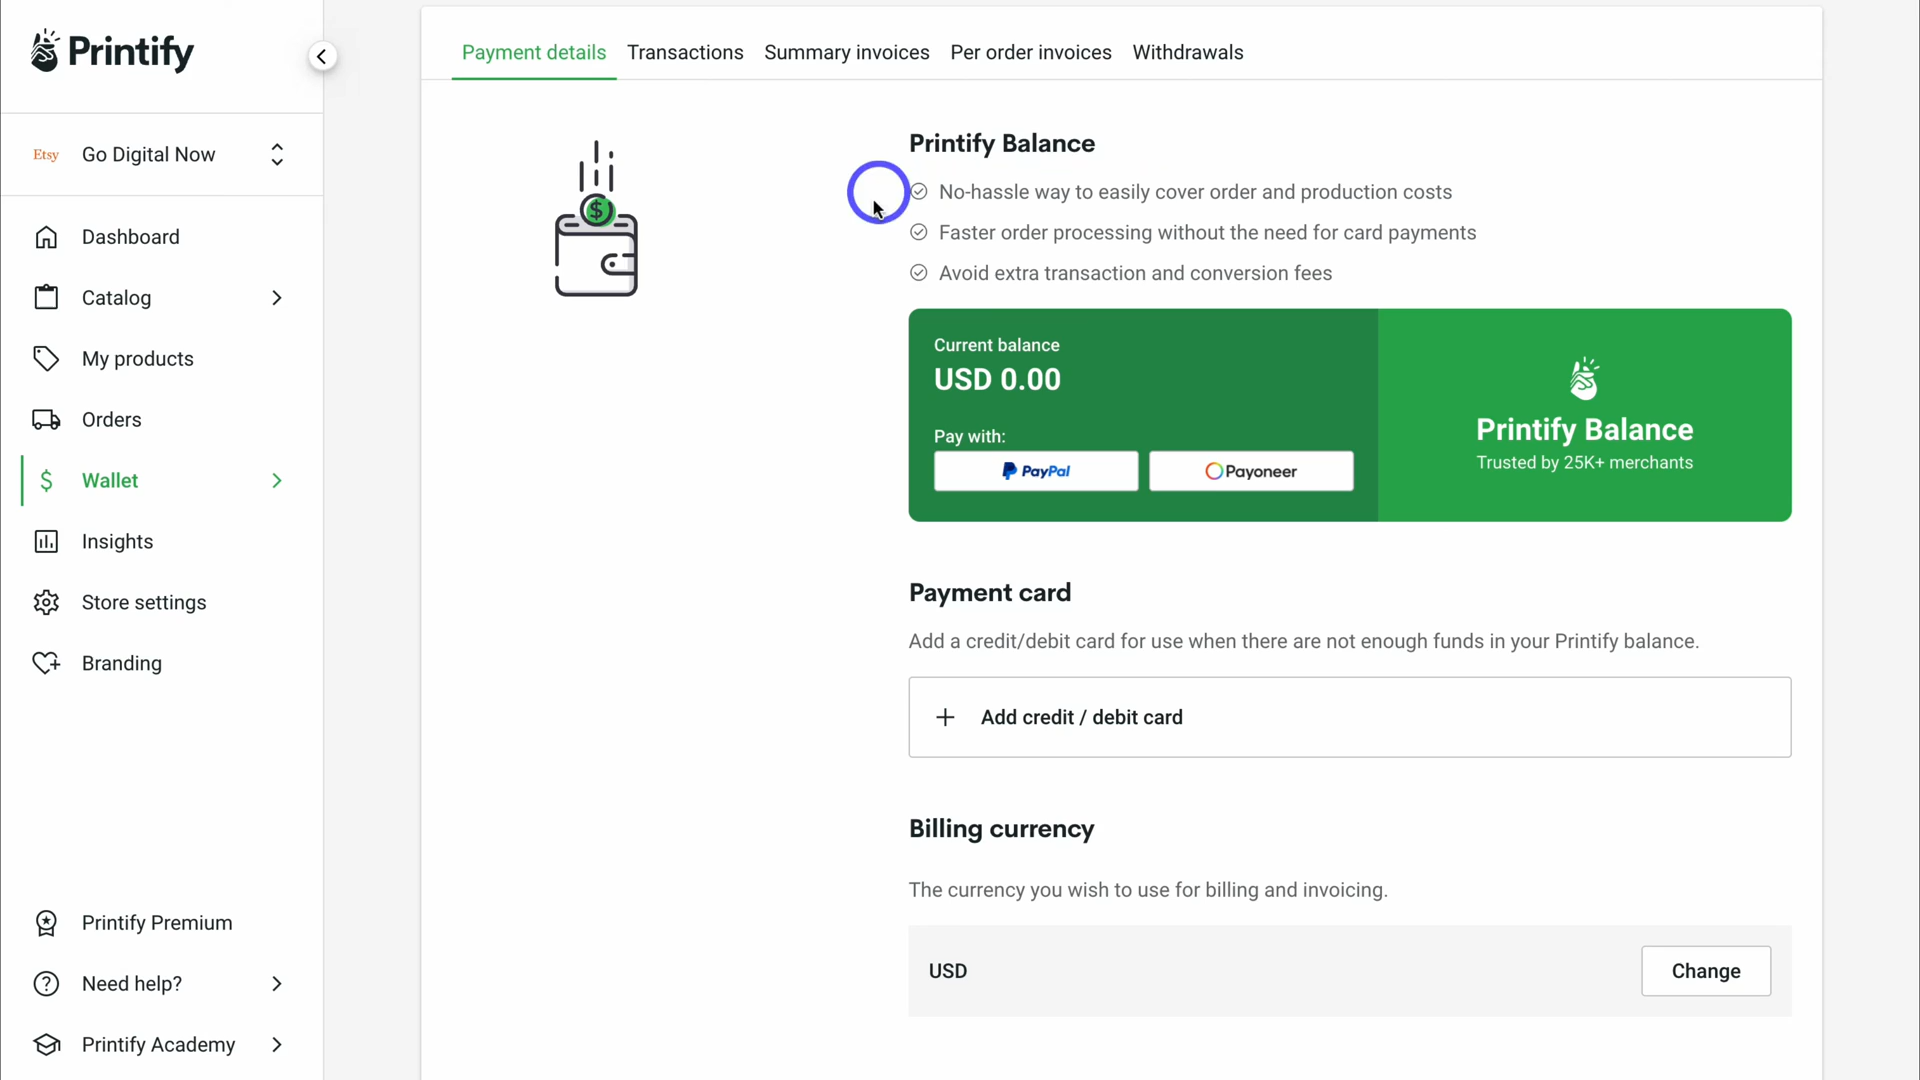 Printify
Etsy Go Digital Now
Dashboard
Catalog
My products
Orders
$ Wallet
Insights
Store settings
Branding
Printify Premium
? Need help?
Printify Academy
Payment details Transactions Summary invoices Per order invoices Withdrawals
$
Printify Balance
No-hassle way to easily cover order and production costs
Faster order processing without the need for card payments
Avoid extra transaction and conversion fees
Current balance
USD 0.00
Pay with:
PayPal Payoneer
Printify Balance
Trusted by 25K+ merchants
Payment card
Add a credit/debit card for use when there are not enough funds in your Printify balance.
+ Add credit / debit card
Billing currency
The currency you wish to use for billing and invoicing.
USD Change